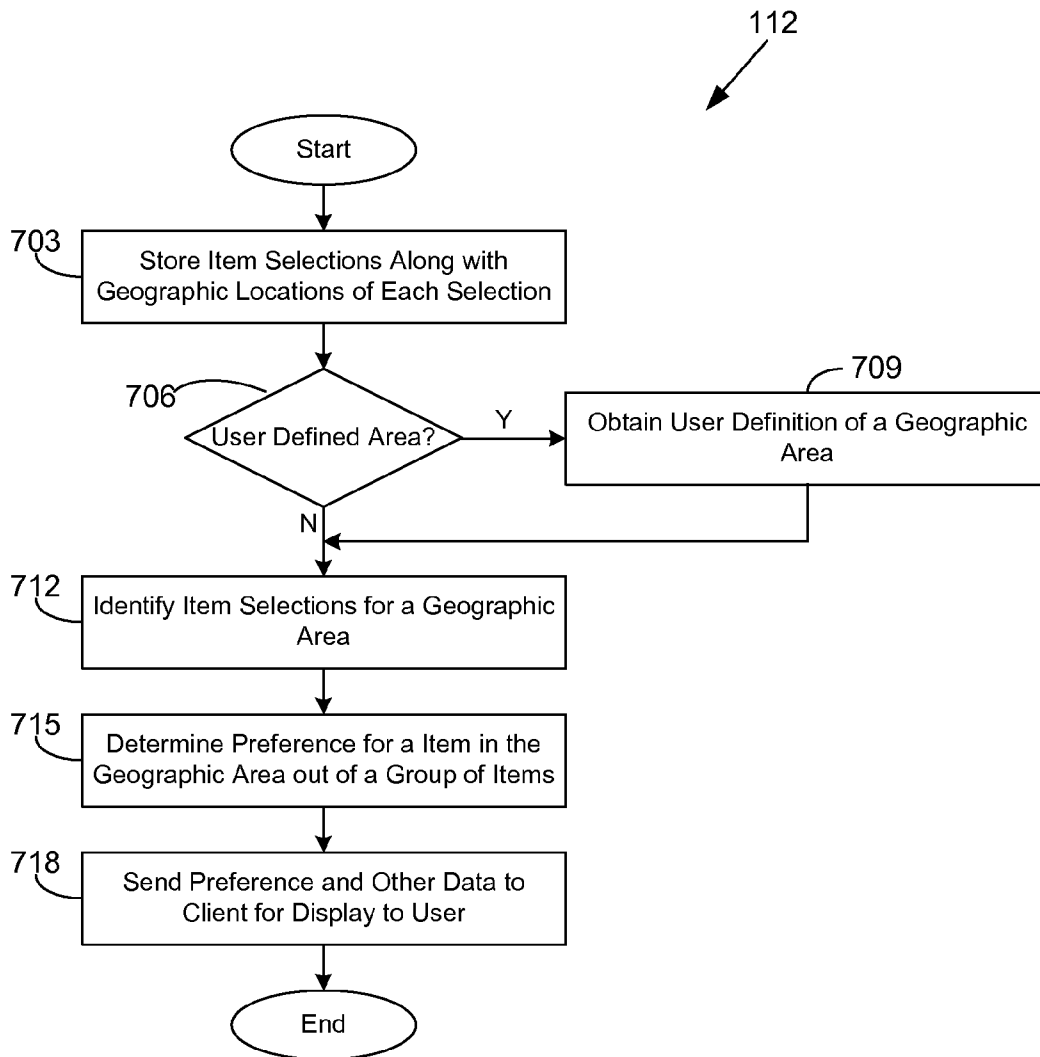 112
Start
703
Store Item Selections Along with
Geographic Locations of Each Selection
706
User Defined Area?
Y
709
Obtain User Definition of a Geographic
Area
N
712
Identify Item Selections for a Geographic
Area
715
Determine Preference for a Item in the
Geographic Area out of a Group of Items
718
Send Preference and Other Data to
Client for Display to User
End